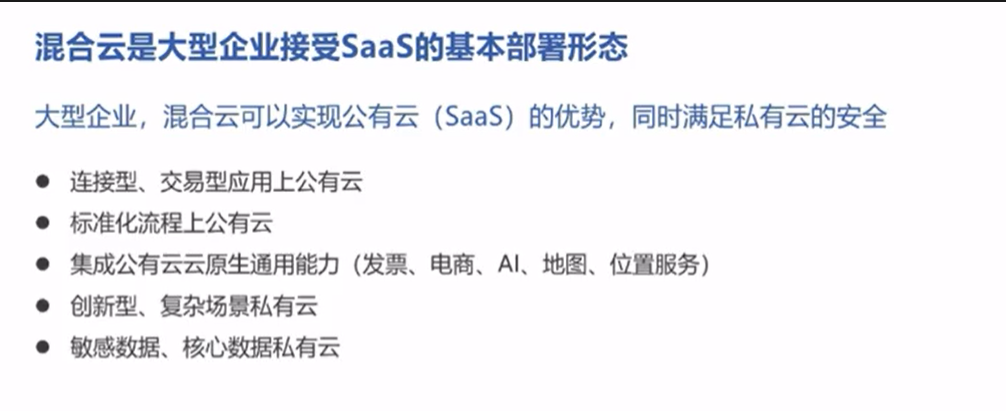 混合云是大型企业接受SaaS的基本部署形态
大型企业，混合云可以实现公有云（SaaS）的优势，同时满足私有云的安全
● 连接型、交易型应用上公有云
● 标准化流程上公有云
● 集成公有云云原生通用能力（发票、电商、AI、地图、位置服务）
● 创新型、复杂场景私有云
● 敏感数据、核心数据私有云